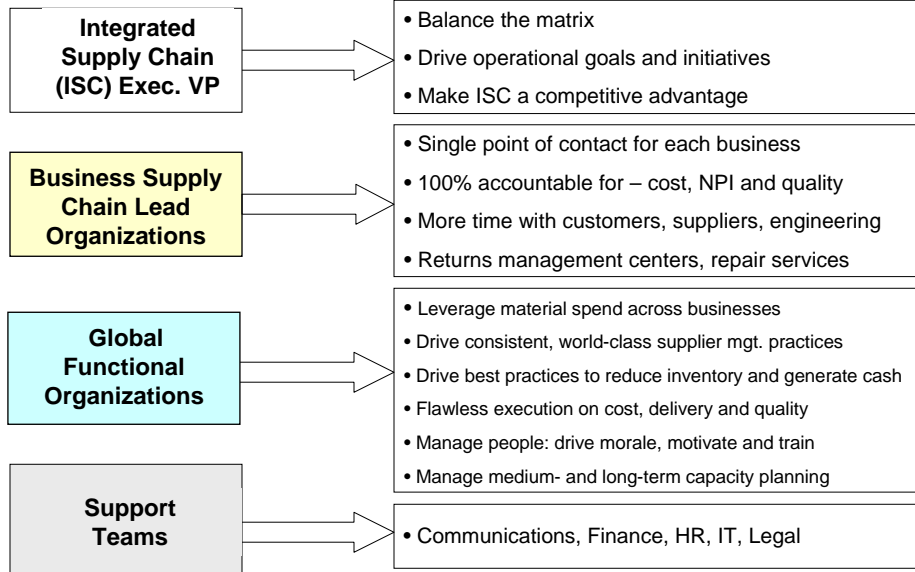 Integrated
Supply Chain
(ISC) Exec. VP
• Balance the matrix
• Drive operational goals and initiatives
• Make ISC a competitive advantage
Business Supply
Chain Lead
Organizations
• Single point of contact for each business
• 100% accountable for – cost, NPI and quality
• More time with customers, suppliers, engineering
• Returns management centers, repair services
Global
Functional
Organizations
• Leverage material spend across businesses
• Drive consistent, world-class supplier mgt. practices
• Drive best practices to reduce inventory and generate cash
• Flawless execution on cost, delivery and quality
• Manage people: drive morale, motivate and train
• Manage medium- and long-term capacity planning
Support
Teams
• Communications, Finance, HR, IT, Legal